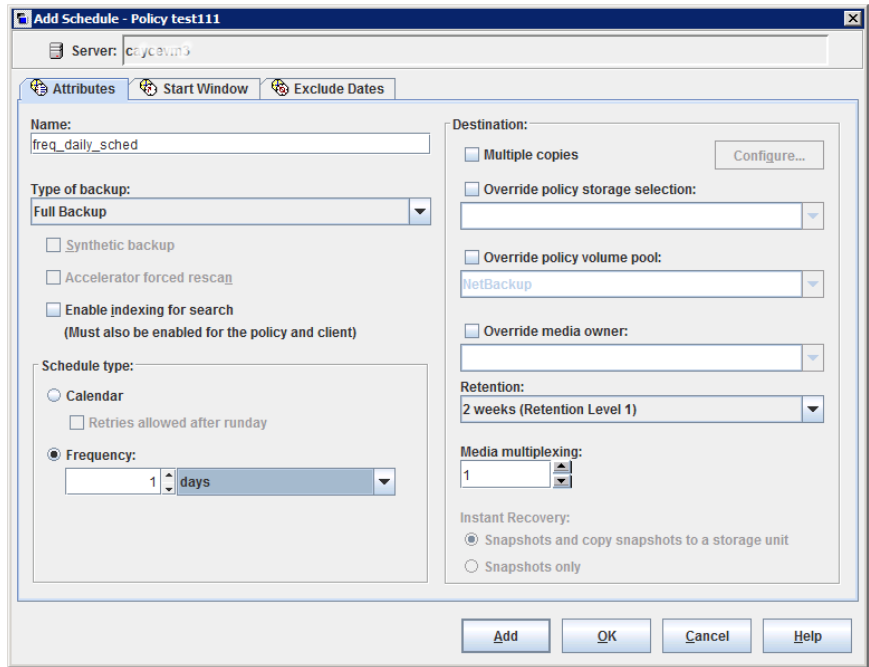 Add Schedule - Policy test111
Server:
Attributes
Start Window
Exclude Dates
Name:
freq_daily_sched
Type of backup:
Full Backup
Synthetic backup
Accelerator forced rescan
Enable indexing for search
(Must also be enabled for the policy and client)
Schedule type:
Calendar
Retries allowed after runday
Frequency:
1 days
Destination:
Multiple copies
Configure...
Override policy storage selection:
Override policy volume pool:
NetBackup
Override media owner:
Retention:
2 weeks (Retention Level 1)
Media multiplexing:
1
Instant Recovery:
Snapshots and copy snapshots to a storage unit
Snapshots only
Add
OK
Cancel
Help